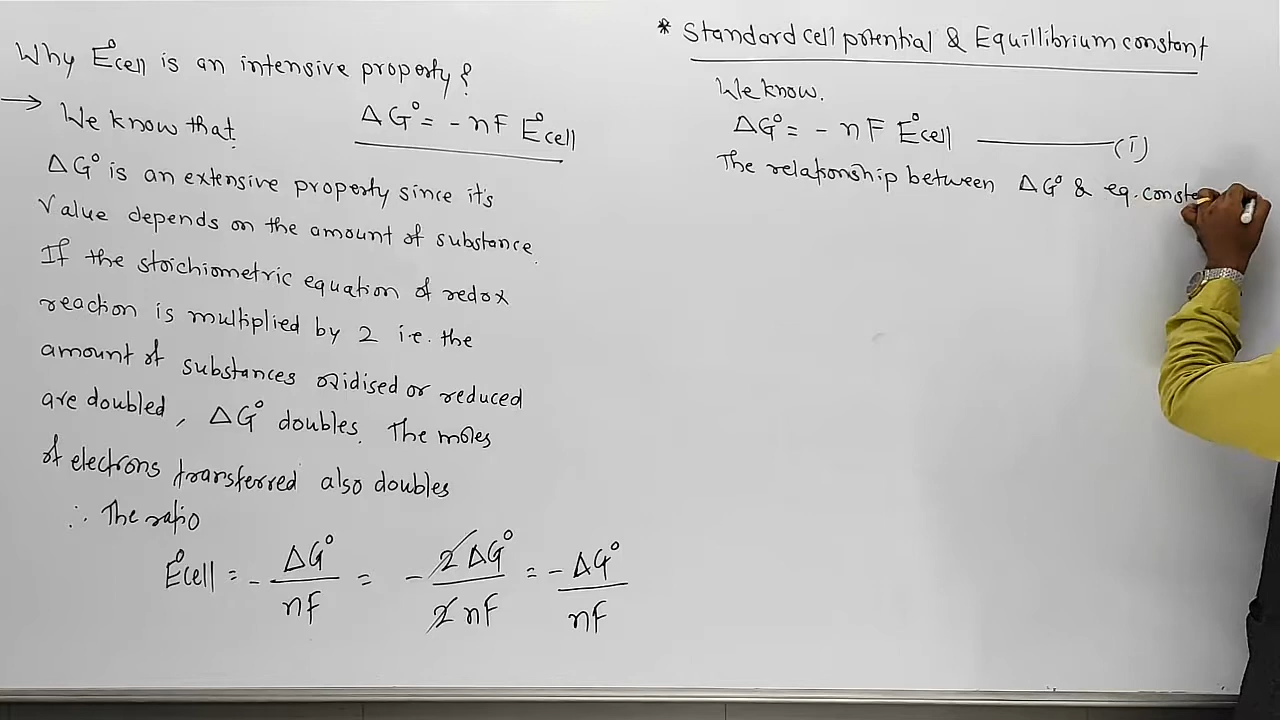 Why E°cell is an intensive property?
→ We know that. ΔG° = - nF E°cell
ΔG° is an extensive property since it's
Value depends on the amount of substance.
If the stoichiometric equation of redox
reaction is multiplied by 2 i.e. the
amount of substances oxidised or reduced
are doubled, ΔG° doubles. The moles
of electrons transferred also doubles
∴ The ratio
E°cell = - ΔG°/nF = - 2ΔG°/2nF = - ΔG°/nF
* Standard cell potential & Equillibrium constant
We know.
ΔG° = - nF E°cell ———(I)
The relationship between ΔG° & eq. conste